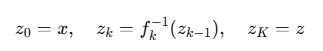 z_0 = x, z_k = f_k^{-1}(z_{k-1}), z_K = z